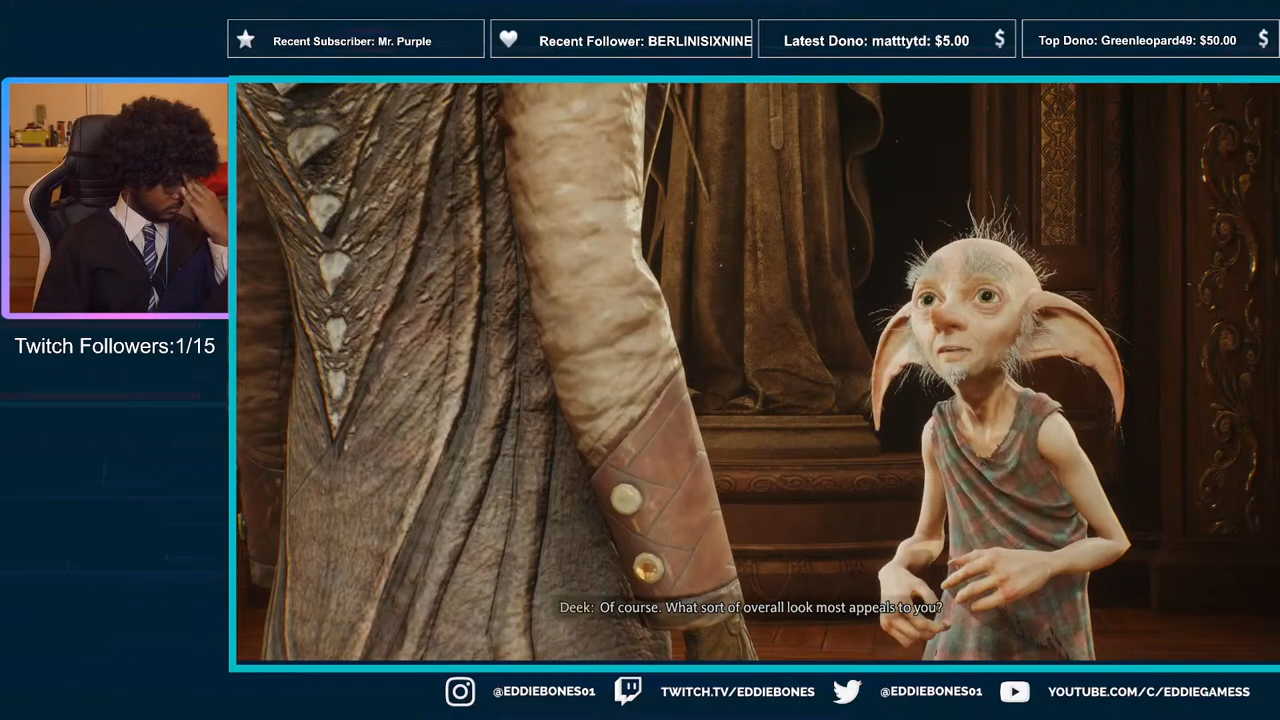 Recent Subscriber: Mr. Purple
Recent Follower: BERLINISIXNINE
Latest Dono: matttytd: $5.00 $
Top Dono: Greenleopard49: $50.00 $
Twitch Followers:1/15
Deek: Of course. What sort of overall look most appeals to you?
@EDDIEBONES01
TWITCH.TV/EDDIEBONES
@EDDIEBONES01
YOUTUBE.COM/C/EDDIEGAMESS